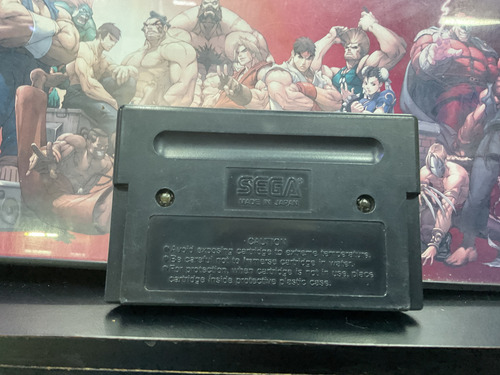 SEGA®
MADE IN JAPAN
•CAUTION•
*Avoid exposing cartridge to extreme temperature.
*Be careful not to immerse cartridge in water.
*For protection, when cartridge is not in use, place
cartridge inside protective plastic case.